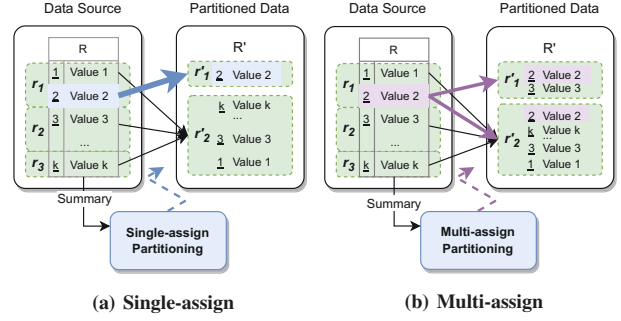 Data Source
Partitioned Data
R
R'
r1
1 Value 1
2 Value 2
r2
3 Value 3
...
r3
k Value k
r'1
2 Value 2
r'2
k Value k
...
3 Value 3
1 Value 1
Summary
Single-assign
Partitioning
(a) Single-assign
Data Source
Partitioned Data
R
R'
r1
1 Value 1
2 Value 2
r2
3 Value 3
...
r3
k Value k
r'1
2 Value 2
3 Value 3
r'2
2 Value 2
k Value k
...
3 Value 3
1 Value 1
Summary
Multi-assign
Partitioning
(b) Multi-assign